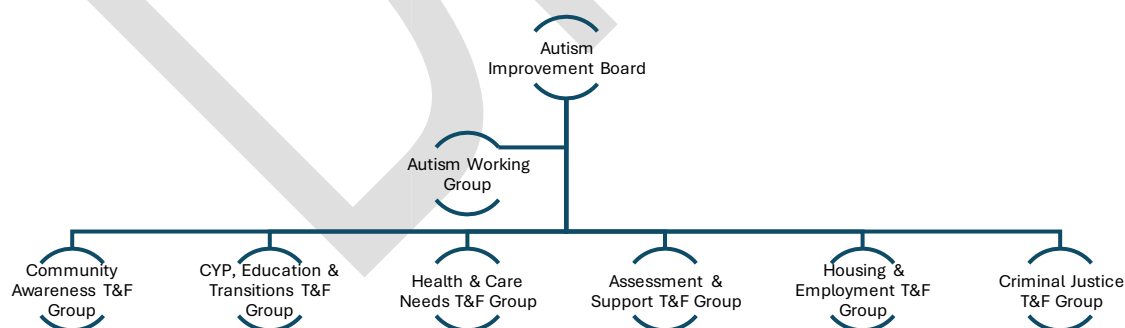 Autism
Improvement Board
Autism Working
Group
Community
Awareness T&F
Group
CYP, Education &
Transitions T&F
Group
Health & Care
Needs T&F Group
Assessment &
Support T&F Group
Housing &
Employment T&F
Group
Criminal Justice
T&F Group